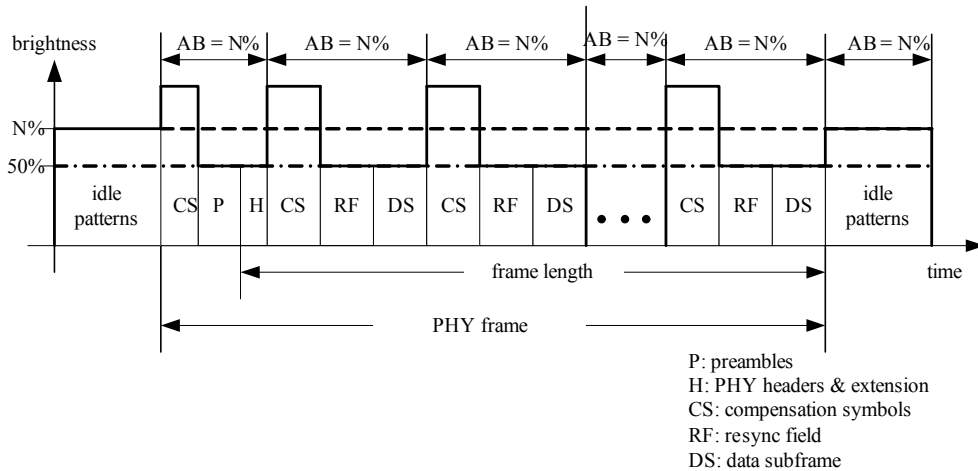 AB = N% AB = N% AB = N% AB = N% AB = N% AB = N%
brightness
N%
50%
idle patterns CS P H CS RF DS CS RF DS ••• CS RF DS idle patterns
frame length
time
PHY frame
P: preambles
H: PHY headers & extension
CS: compensation symbols
RF: resync field
DS: data subframe